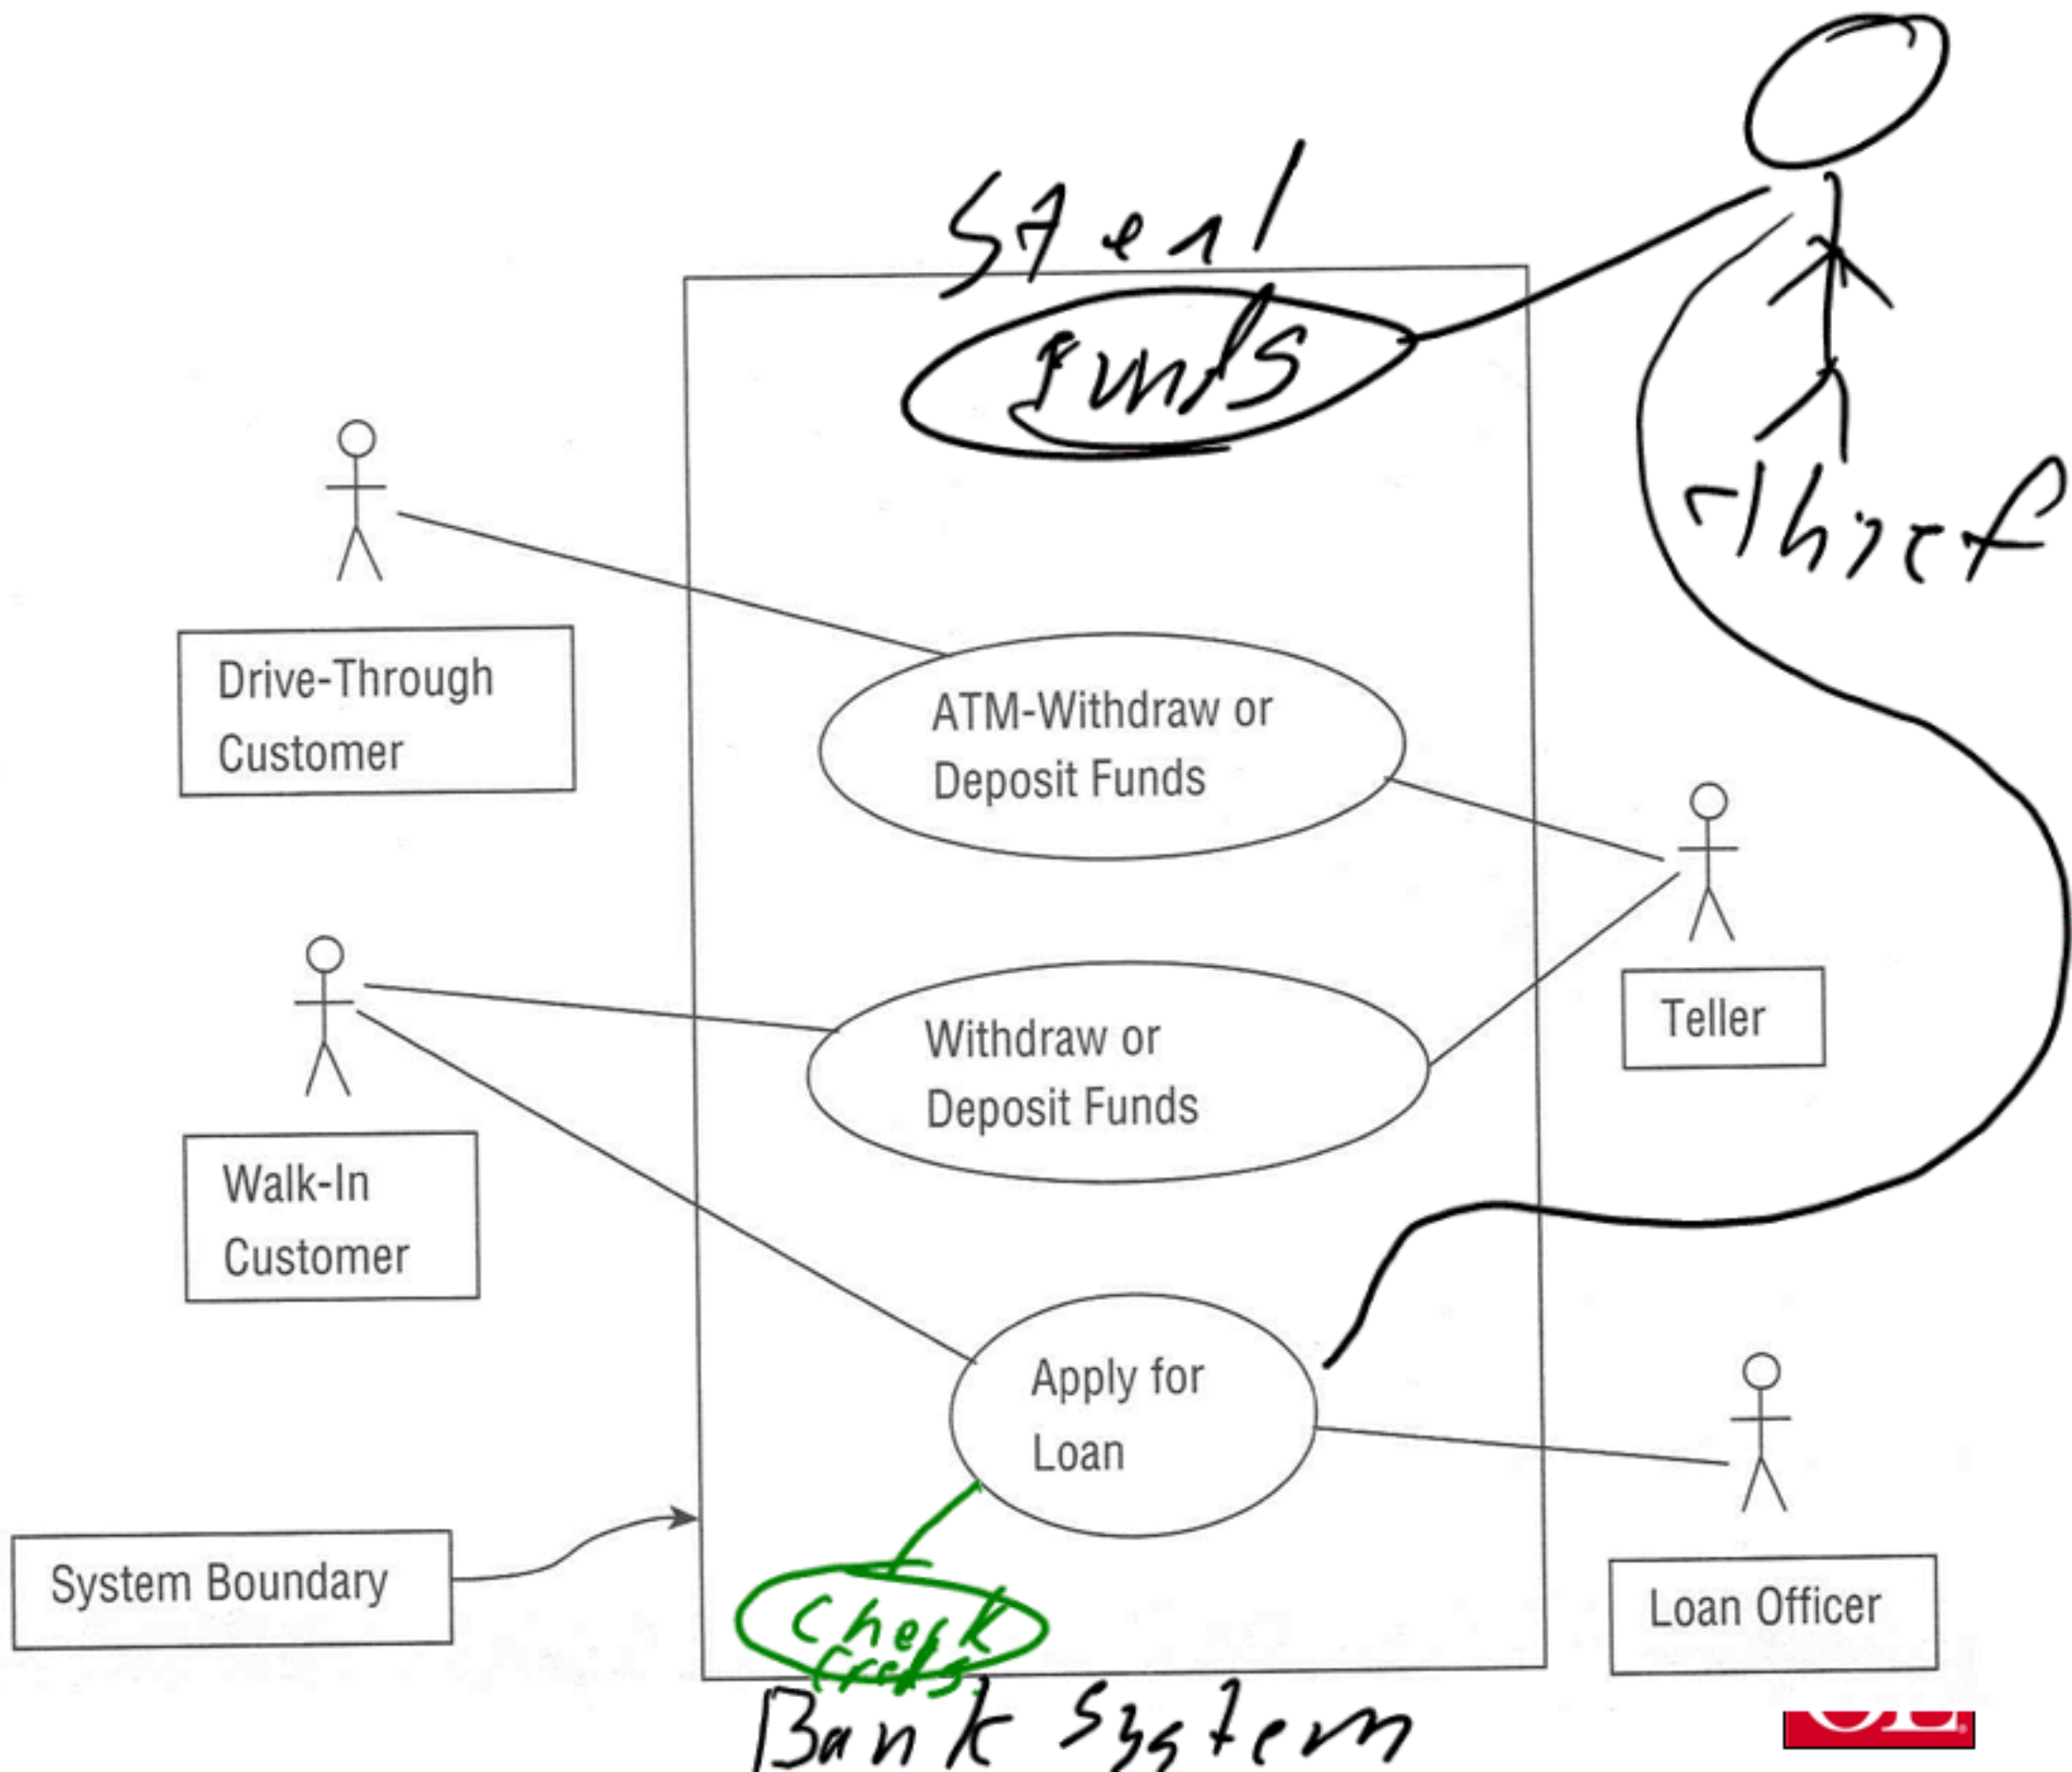 Steal
Funds
Thief
Drive-Through
Customer
ATM-Withdraw or
Deposit Funds
Teller
Withdraw or
Deposit Funds
Walk-In
Customer
Apply for
Loan
System Boundary
Loan Officer
Check
Creds.
Bank System